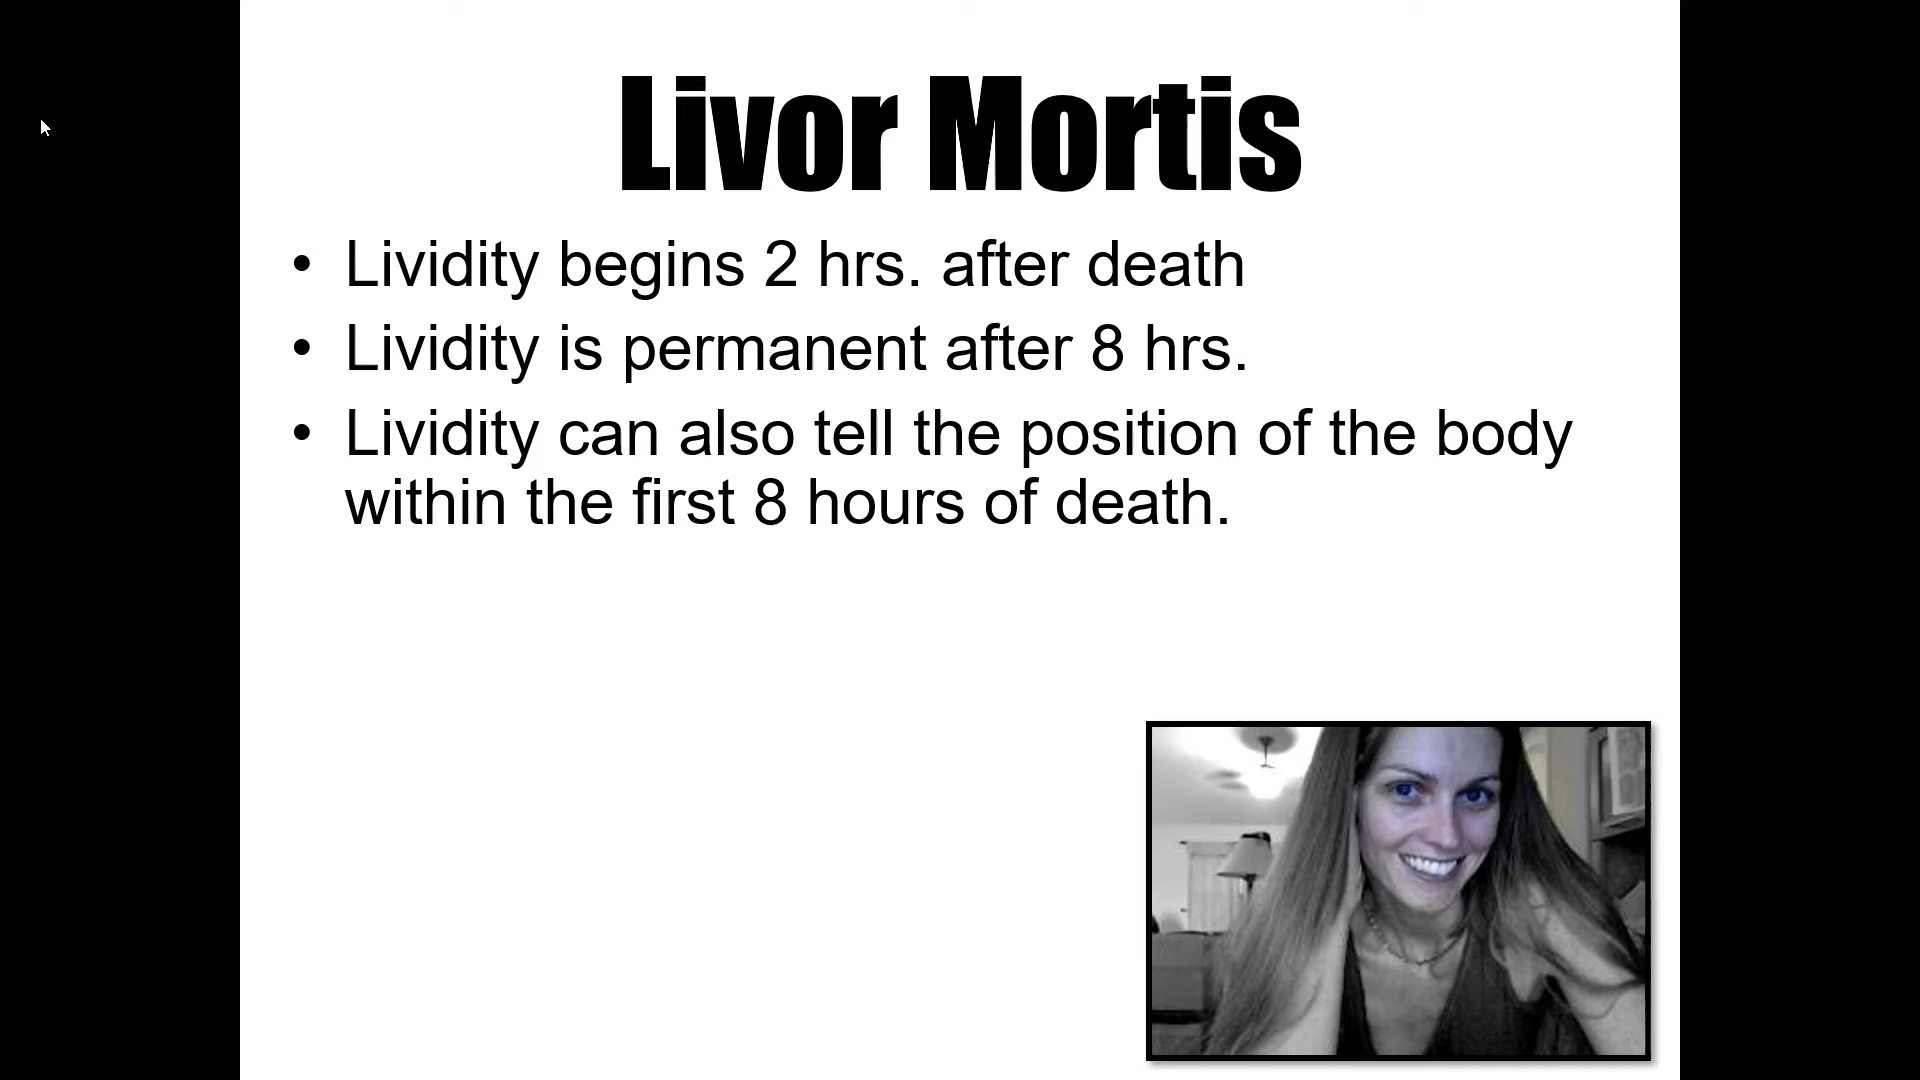 Livor Mortis
• Lividity begins 2 hrs. after death
• Lividity is permanent after 8 hrs.
• Lividity can also tell the position of the body
within the first 8 hours of death.